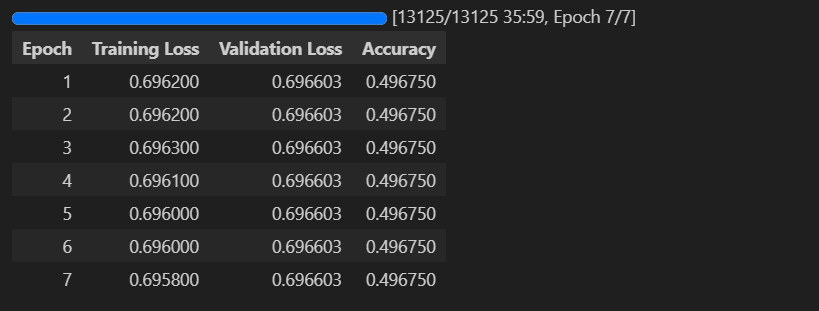 [13125/13125 35:59, Epoch 7/7]
Epoch Training Loss Validation Loss Accuracy
1 0.696200 0.696603 0.496750
2 0.696200 0.696603 0.496750
3 0.696300 0.696603 0.496750
4 0.696100 0.696603 0.496750
5 0.696000 0.696603 0.496750
6 0.696000 0.696603 0.496750
7 0.695800 0.696603 0.496750